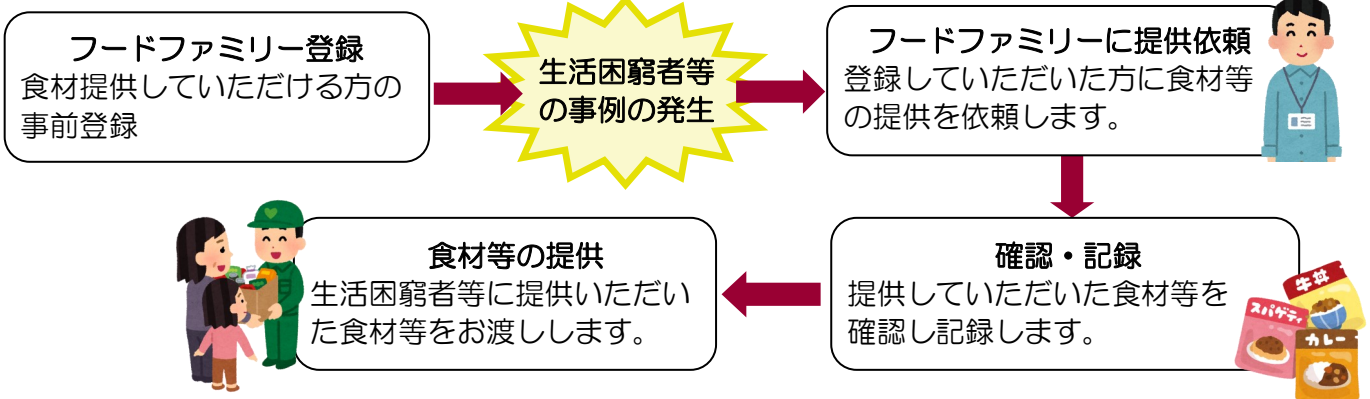 フードファミリー登録
食材提供していただける方の
事前登録
生活困窮者等
の事例の発生
フードファミリーに提供依頼
登録していただいた方に食材等
の提供を依頼します。
確認・記録
提供していただいた食材等を
確認し記録します。
牛丼
スパゲティ
カレー
食材等の提供
生活困窮者等に提供いただい
た食材等をお渡しします。